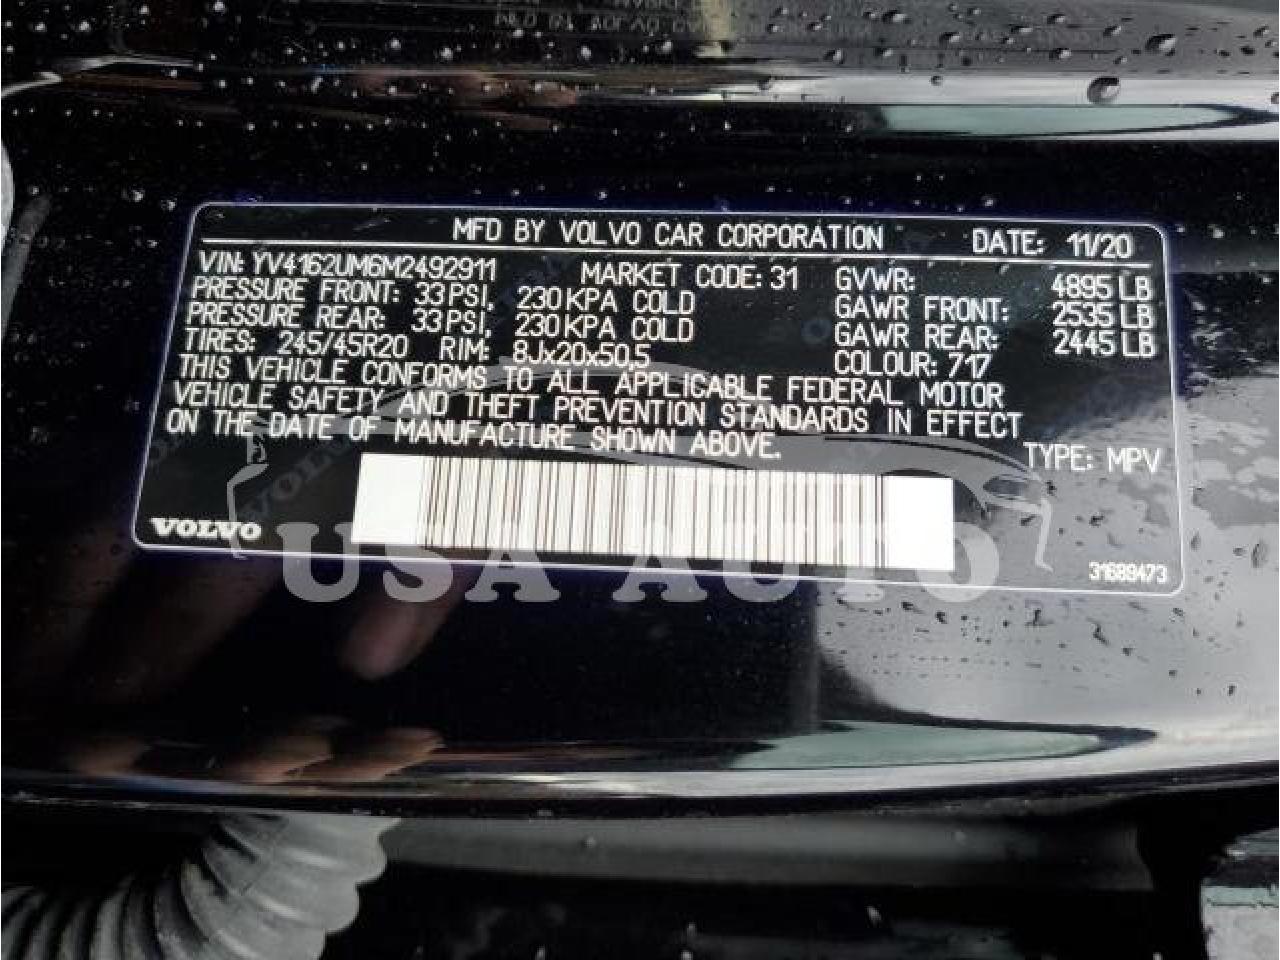 MFD BY VOLVO CAR CORPORATION DATE: 11/20
VIN: YV4162UM6M2492911 MARKET CODE: 31 GVWR: 4895 LB
PRESSURE FRONT: 33 PSI, 230 KPA COLD GAWR FRONT: 2535 LB
PRESSURE REAR: 33 PSI, 230 KPA COLD GAWR REAR: 2445 LB
TIRES: 245/45R20 RIM: 8Jx20x50,5 COLOUR: 717
THIS VEHICLE CONFORMS TO ALL APPLICABLE FEDERAL MOTOR
VEHICLE SAFETY AND THEFT PREVENTION STANDARDS IN EFFECT
ON THE DATE OF MANUFACTURE SHOWN ABOVE.
TYPE: MPV
VOLVO
USA AUTO
31689473